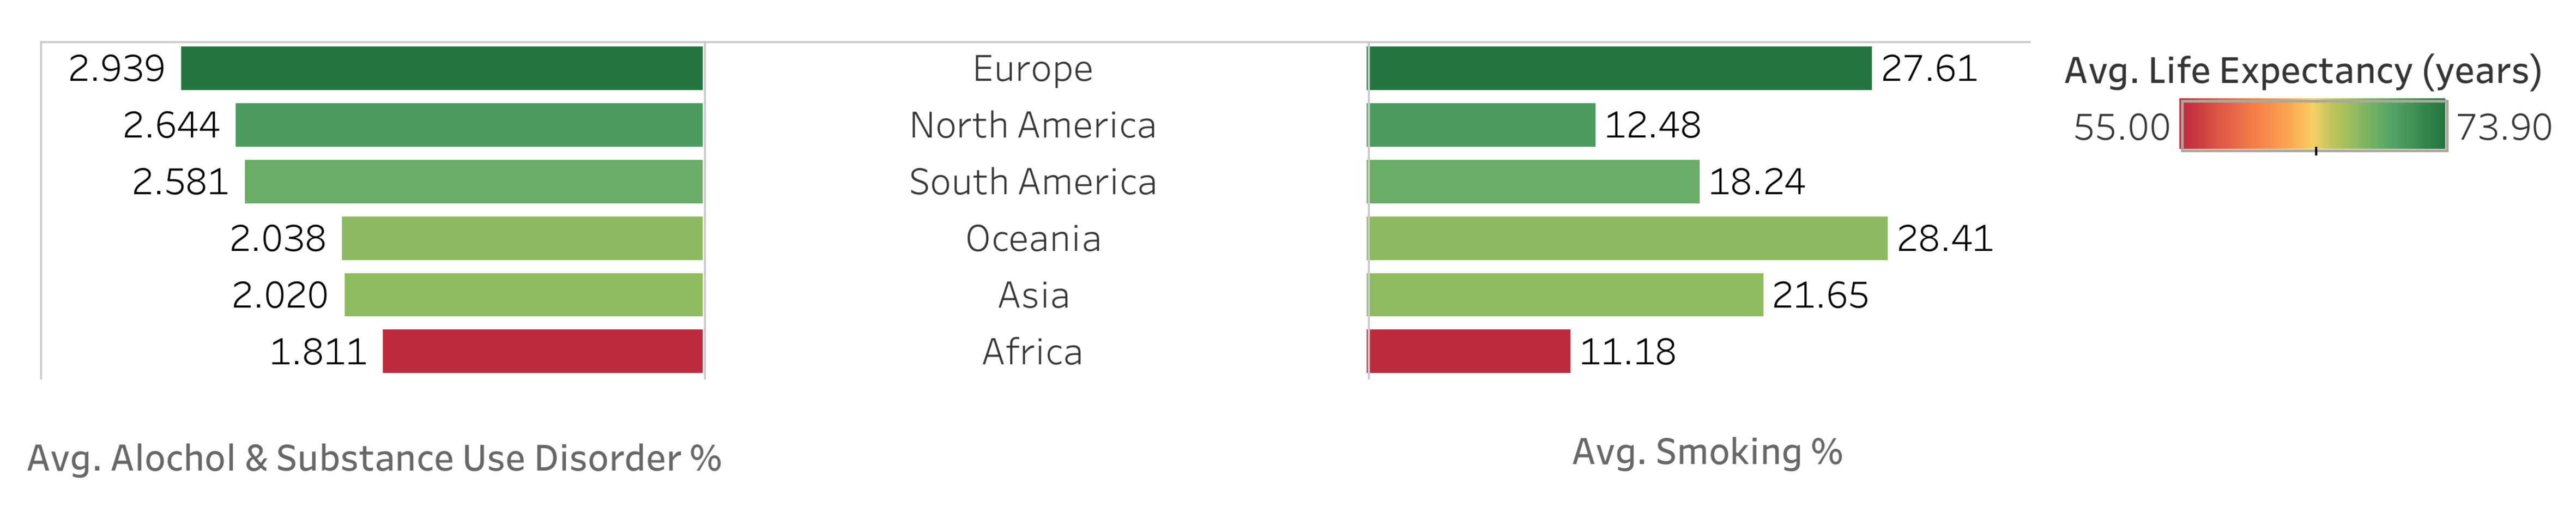 2.939 Europe 27.61
2.644 North America 12.48
2.581 South America 18.24
2.038 Oceania 28.41
2.020 Asia 21.65
1.811 Africa 11.18
Avg. Alochol & Substance Use Disorder %
Avg. Smoking %
Avg. Life Expectancy (years)
55.00 73.90